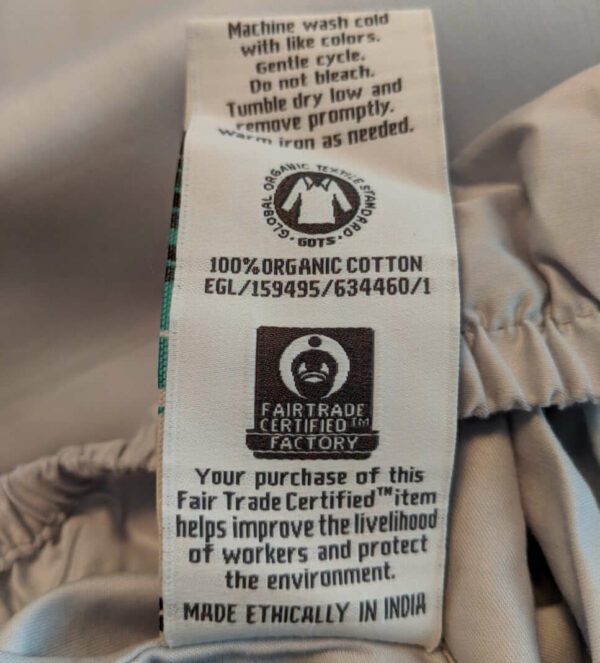 Machine wash cold
with like colors.
Gentle cycle.
Do not bleach.
Tumble dry low and
remove promptly.
warm iron as needed.
GLOBAL ORGANIC TEXTILE STANDARD
· GOTS ·
100% ORGANIC COTTON
EGL/159495/634460/1
FAIRTRADE
CERTIFIED™
FACTORY
Your purchase of this
Fair Trade Certified™ item
helps improve the livelihood
of workers and protect
the environment.
MADE ETHICALLY IN INDIA